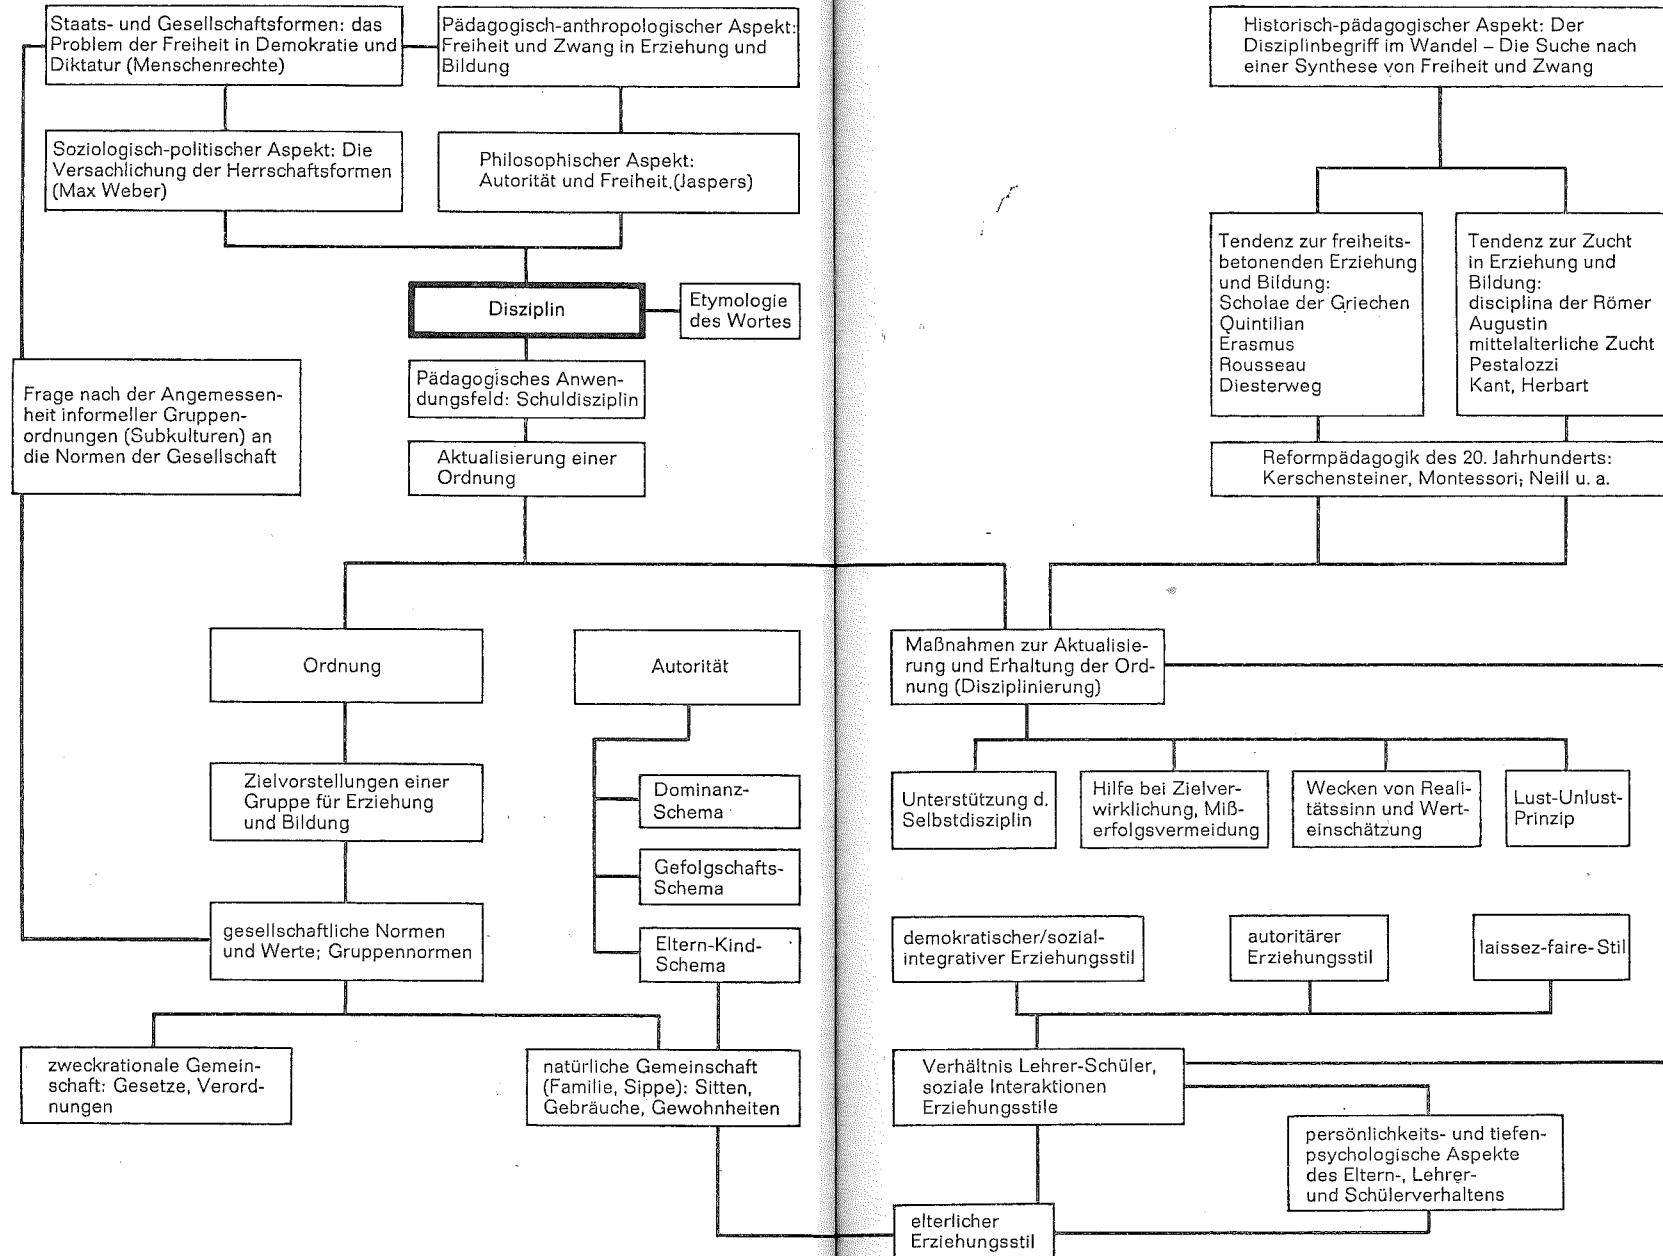 Staats- und Gesellschaftsformen: das
Problem der Freiheit in Demokratie und
Diktatur (Menschenrechte)
Pädagogisch-anthropologischer Aspekt:
Freiheit und Zwang in Erziehung und
Bildung
Historisch-pädagogischer Aspekt: Der
Disziplinbegriff im Wandel – Die Suche nach
einer Synthese von Freiheit und Zwang
Soziologisch-politischer Aspekt: Die
Versachlichung der Herrschaftsformen
(Max Weber)
Philosophischer Aspekt:
Autorität und Freiheit (Jaspers)
Tendenz zur freiheits-
betonenden Erziehung
und Bildung:
Scholae der Griechen
Quintilian
Erasmus
Rousseau
Diesterweg
Tendenz zur Zucht
in Erziehung und
Bildung:
disciplina der Römer
Augustin
mittelalterliche Zucht
Pestalozzi
Kant, Herbart
Disziplin
Etymologie
des Wortes
Pädagogisches Anwen-
dungsfeld: Schuldisziplin
Frage nach der Angemessen-
heit informeller Gruppen-
ordnungen (Subkulturen) an
die Normen der Gesellschaft
Aktualisierung einer
Ordnung
Reformpädagogik des 20. Jahrhunderts:
Kerschensteiner, Montessori, Neill u. a.
Ordnung
Autorität
Maßnahmen zur Aktualisie-
rung und Erhaltung der Ord-
nung (Disziplinierung)
Zielvorstellungen einer
Gruppe für Erziehung
und Bildung
Dominanz-
Schema
Unterstützung d.
Selbstdisziplin
Hilfe bei Zielver-
wirklichung, Miß-
erfolgsvermeidung
Wecken von Reali-
tätssinn und Wert-
einschätzung
Lust-Unlust-
Prinzip
Gefolgschafts-
Schema
gesellschaftliche Normen
und Werte; Gruppennormen
Eltern-Kind-
Schema
demokratischer/sozial-
integrativer Erziehungsstil
autoritärer
Erziehungsstil
laissez-faire-Stil
zweckrationale Gemein-
schaft: Gesetze, Verord-
nungen
natürliche Gemeinschaft
(Familie, Sippe): Sitten,
Gebräuche, Gewohnheiten
Verhältnis Lehrer-Schüler,
soziale Interaktionen
Erziehungsstile
persönlichkeits- und tiefen-
psychologische Aspekte
des Eltern-, Lehrer-
und Schülerverhaltens
elterlicher
Erziehungsstil